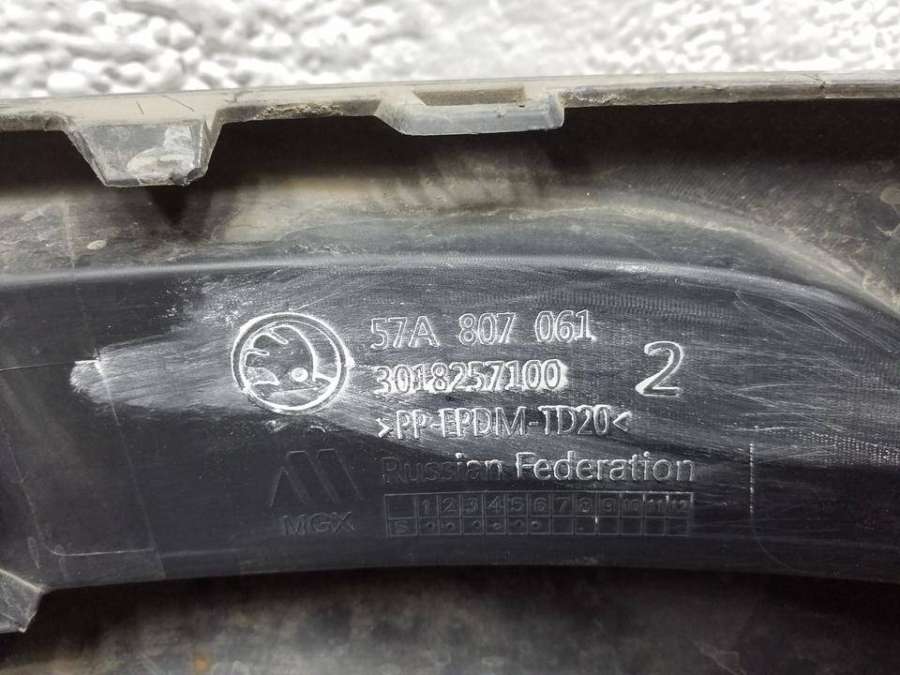 57A 807 061
3018257100
2
>PP-EPDM-TD20<
Russian Federation
MGX
1 2 3 4 5 6 7 8 9 10 11 12